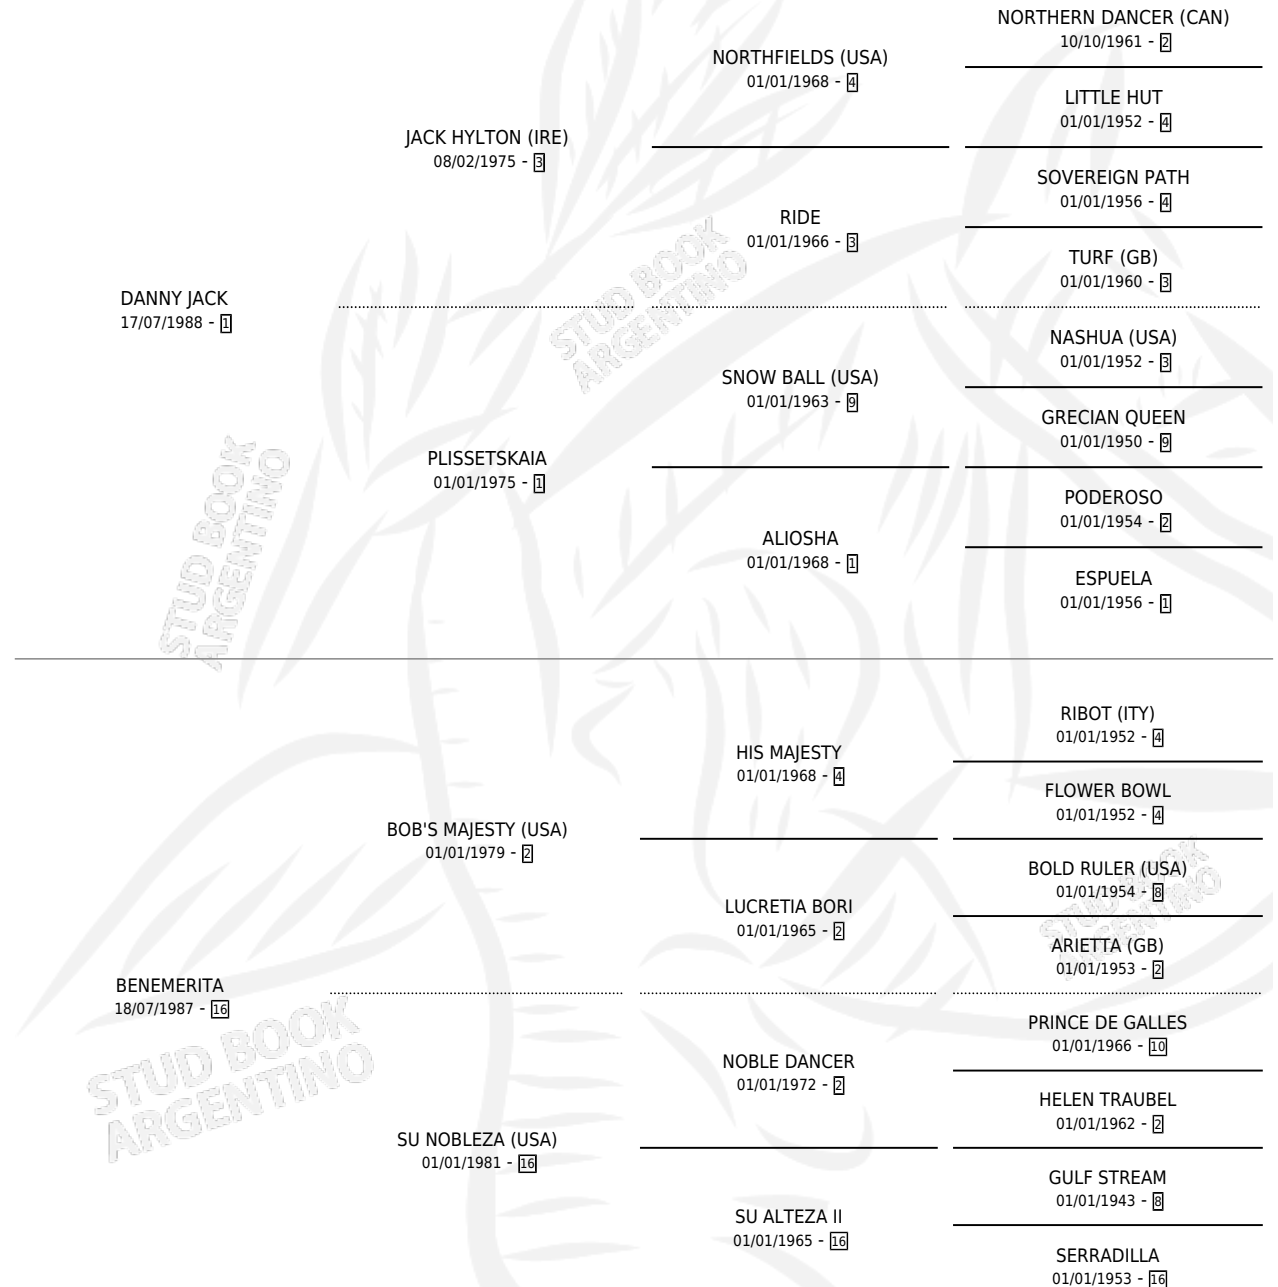 NORTHERN DANCER (CAN)
10/10/1961 - 2
NORTHFIELDS (USA)
01/01/1968 - 4
LITTLE HUT
01/01/1952 - 4
JACK HYLTON (IRE)
08/02/1975 - 3
SOVEREIGN PATH
01/01/1956 - 4
RIDE
01/01/1966 - 3
TURF (GB)
01/01/1960 - 3
DANNY JACK
17/07/1988 - 1
NASHUA (USA)
01/01/1952 - 3
SNOW BALL (USA)
01/01/1963 - 9
GRECIAN QUEEN
01/01/1950 - 9
PLISSETSKAIA
01/01/1975 - 1
PODEROSO
01/01/1954 - 2
ALIOSHA
01/01/1968 - 1
ESPUELA
01/01/1956 - 1
RIBOT (ITY)
01/01/1952 - 4
HIS MAJESTY
01/01/1968 - 4
FLOWER BOWL
01/01/1952 - 4
BOB'S MAJESTY (USA)
01/01/1979 - 2
BOLD RULER (USA)
01/01/1954 - 8
LUCRETIA BORI
01/01/1965 - 2
ARIETTA (GB)
01/01/1953 - 2
BENEMERITA
18/07/1987 - 16
PRINCE DE GALLES
01/01/1966 - 10
NOBLE DANCER
01/01/1972 - 2
HELEN TRAUBEL
01/01/1962 - 2
SU NOBLEZA (USA)
01/01/1981 - 16
GULF STREAM
01/01/1943 - 8
SU ALTEZA II
01/01/1965 - 16
SERRADILLA
01/01/1953 - 16
STUD BOOK
ARGENTINO
STUD BOOK
ARGENTINO
STUD BOOK
ARGENTINO
STUD BOOK
ARGENTINO